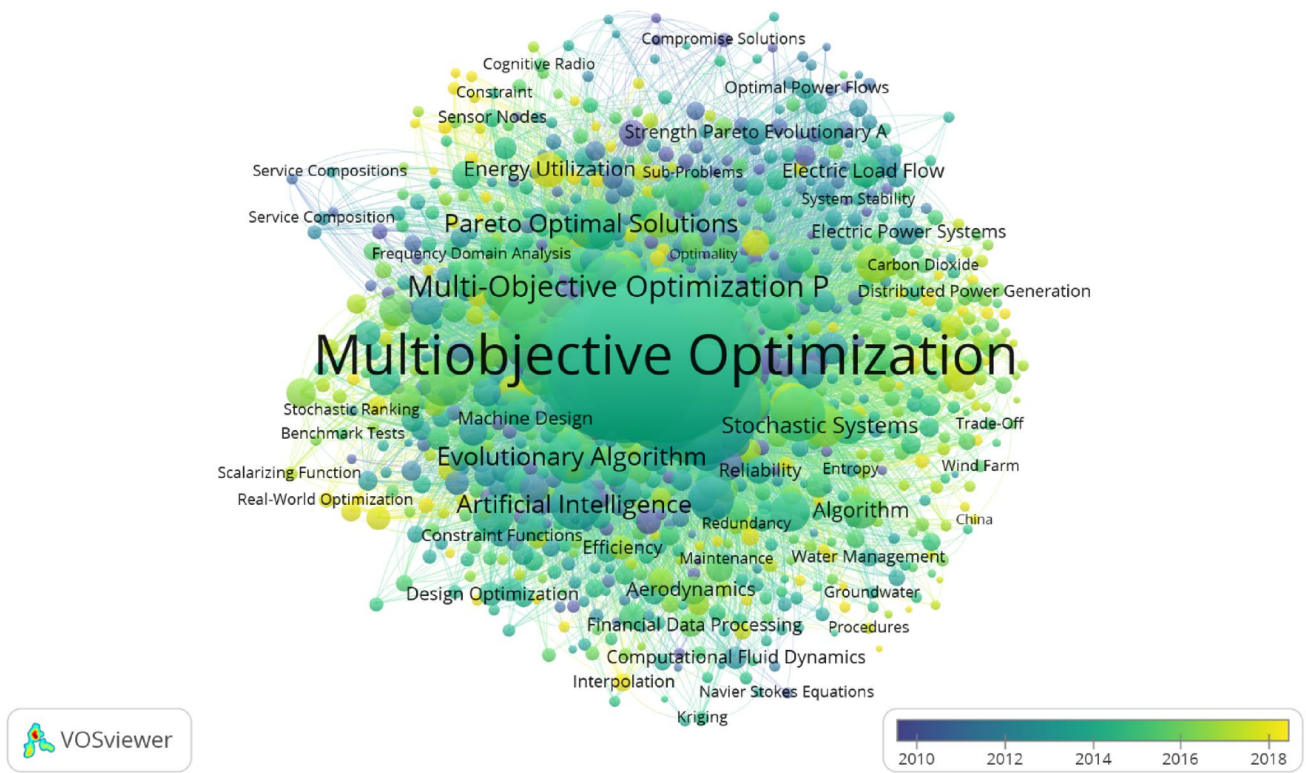 Compromise Solutions
Cognitive Radio
Optimal Power Flows
Constraint
Sensor Nodes
Strength Pareto Evolutionary A
Service Compositions
Energy Utilization
Sub-Problems
Electric Load Flow
System Stability
Service Composition
Pareto Optimal Solutions
Electric Power Systems
Frequency Domain Analysis
Optimality
Carbon Dioxide
Multi-Objective Optimization P
Distributed Power Generation
Multiobjective Optimization
Stochastic Ranking
Machine Design
Stochastic Systems
Trade-Off
Benchmark Tests
Evolutionary Algorithm
Reliability
Entropy
Wind Farm
Scalarizing Function
Real-World Optimization
Artificial Intelligence
Algorithm
Redundancy
China
Constraint Functions
Efficiency
Maintenance
Water Management
Design Optimization
Aerodynamics
Groundwater
Financial Data Processing
Procedures
Computational Fluid Dynamics
Interpolation
Navier Stokes Equations
Kriging
VOSviewer
2010
2012
2014
2016
2018